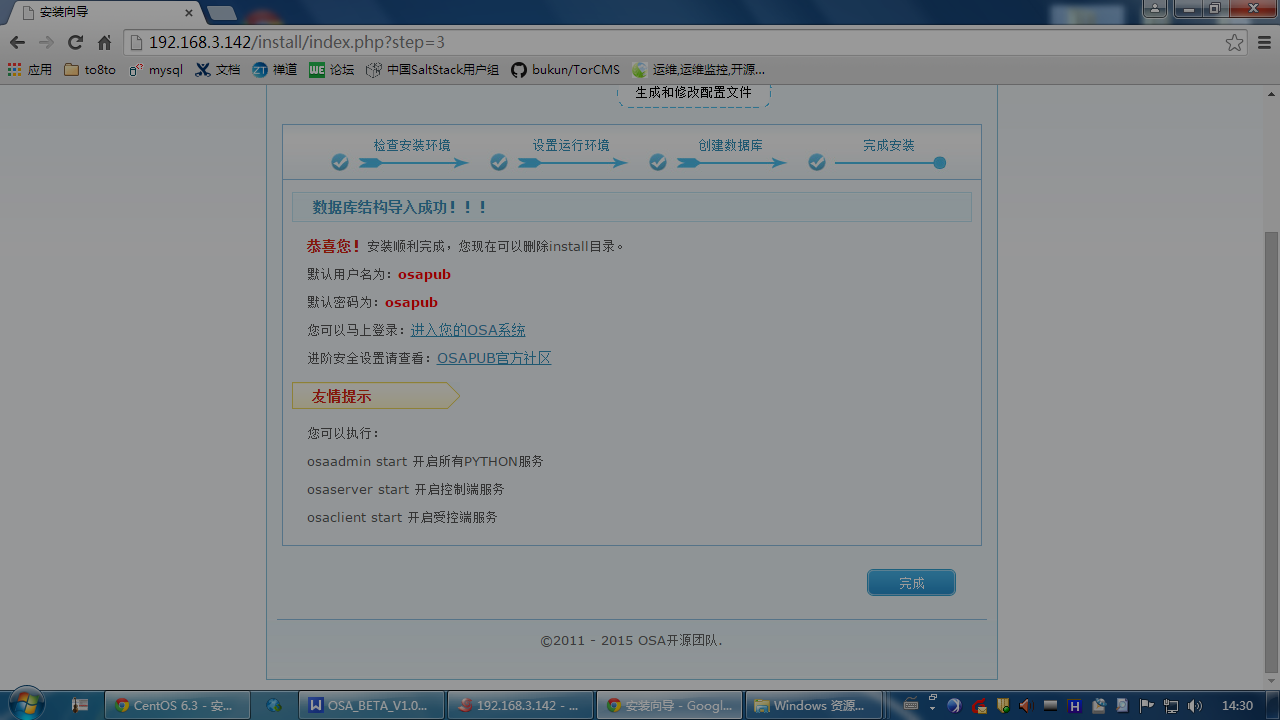 安装向导
192.168.3.142/install/index.php?step=3
应用 to8to mysql 文档 禅道 论坛 中国SaltStack用户组 bukun/TorCMS 运维,运维监控,开源...
生成和修改配置文件
检查安装环境 设置运行环境 创建数据库 完成安装
数据库结构导入成功！！！
恭喜您！安装顺利完成，您现在可以删除install目录。
默认用户名为：osapub
默认密码为：osapub
您可以马上登录：进入您的OSA系统
进阶安全设置请查看：OSAPUB官方社区
友情提示
您可以执行：
osaadmin start 开启所有PYTHON服务
osaserver start 开启控制端服务
osaclient start 开启受控端服务
完成
©2011 - 2015 OSA开源团队.
CentOS 6.3 - 安... OSA_BETA_V1.0... 192.168.3.142 - ... 安装向导 - Googl... Windows 资源... 14:30